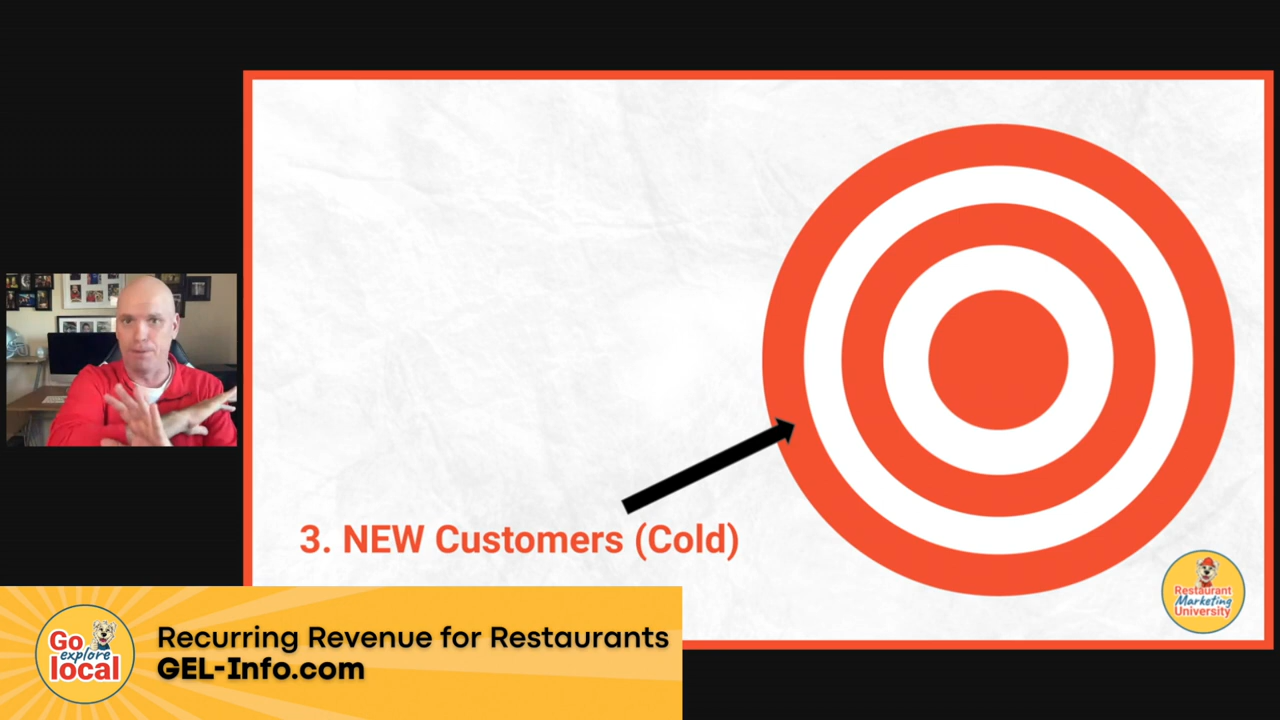 3. NEW Customers (Cold)
Restaurant
Marketing
University
Go
explore
local
Recurring Revenue for Restaurants
GEL-Info.com